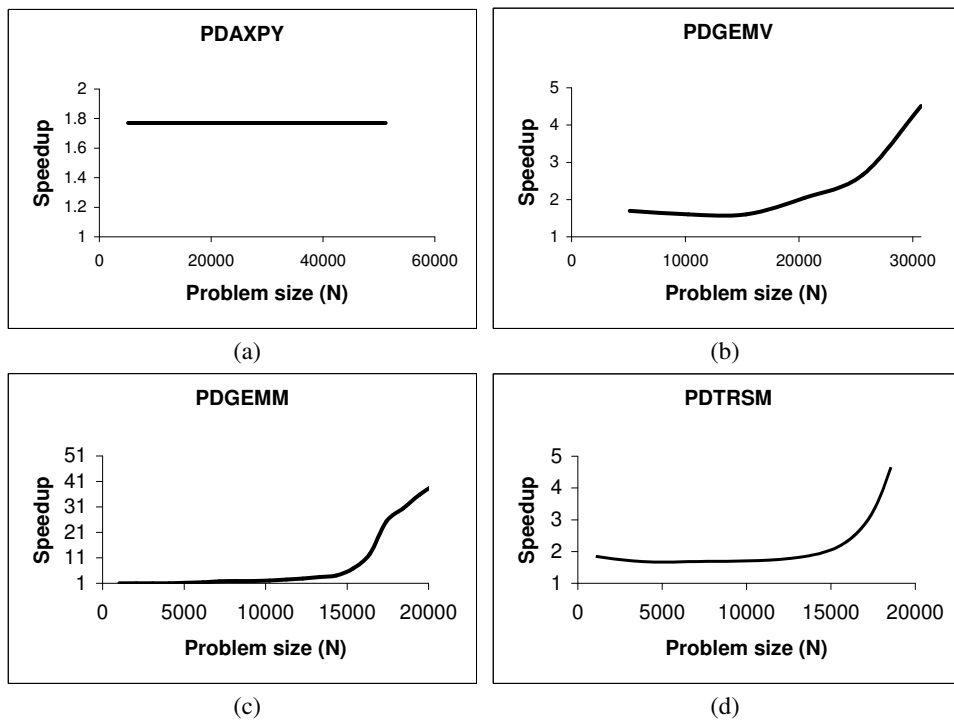 PDAXPY
2
1.8
1.6
1.4
1.2
1
Speedup
0 20000 40000 60000
Problem size (N)
(a)
PDGEMV
5
4
3
2
1
Speedup
0 10000 20000 30000
Problem size (N)
(b)
PDGEMM
51
41
31
21
11
1
Speedup
0 5000 10000 15000 20000
Problem size (N)
(c)
PDTRSM
5
4
3
2
1
Speedup
0 5000 10000 15000 20000
Problem size (N)
(d)